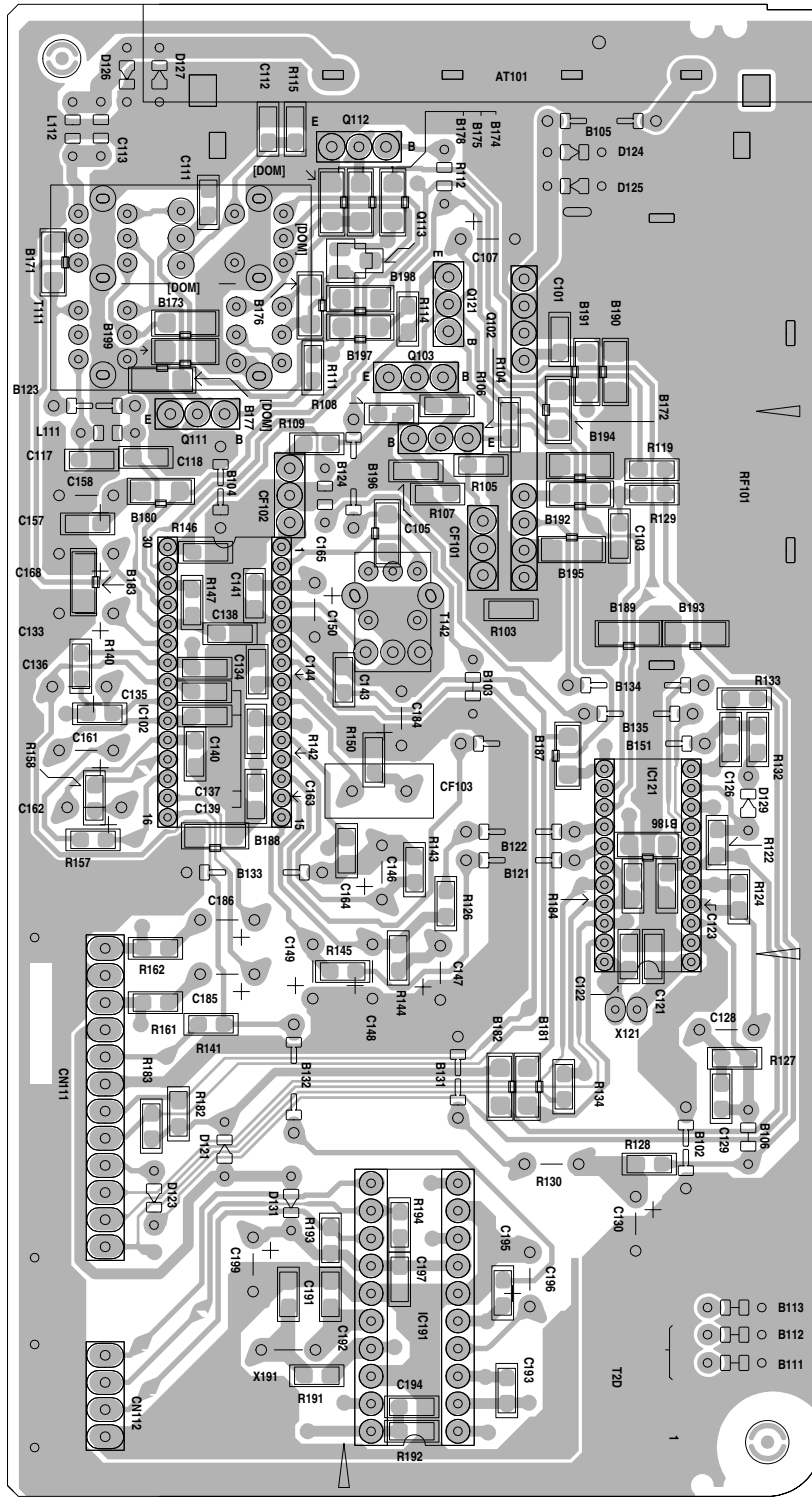 D126
D127
C112
R115
AT101
L112
C113
E
Q112
B
B178
B175
B174
B105
D124
D125
C111
[DOM]
R112
[DOM]
Q113
C107
B171
T111
[DOM]
B173
B176
B198
E
Q121
B
Q102
C101
B191
B190
B199
R114
B197
R111
Q103
E
B
R104
B123
E
B177
[DOM]
R108
R106
B172
L111
Q111
B
R109
B
E
B194
R119
C117
C118
B104
CF102
B124
B196
R105
RF101
C158
C157
B180
R107
B192
R129
R146
30
1
C165
C105
CF101
C103
B195
C168
B183
R147
C141
C138
C150
T142
R103
B189
B193
C133
C136
R140
C134
C144
C143
B103
B134
R133
C135
IC102
C184
B135
R158
C161
C140
R142
R150
B187
B151
C126
R132
IC121
D129
C162
C137
C139
C163
CF103
16
15
B186
R122
R157
B188
B122
B133
C164
C146
R143
B121
R184
R124
R126
C123
C186
C149
R145
C147
R162
C185
C148
R144
C122
C121
X121
C128
R161
R141
CN111
R183
B132
B131
B182
B181
R134
R127
R182
D121
C129
B102
B106
R128
R130
D123
D131
R193
R194
C195
C130
C199
C197
C196
C191
IC191
C192
B113
B112
B111
X191
R191
C193
T2D
CN112
C194
R192
1